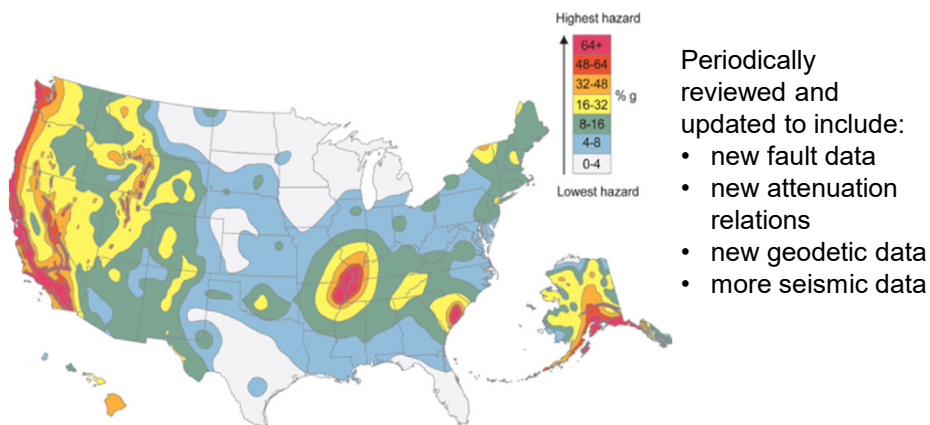 Highest hazard
64+
48-64
32-48
16-32
8-16
4-8
0-4
% g
Lowest hazard
Periodically
reviewed and
updated to include:
• new fault data
• new attenuation
relations
• new geodetic data
• more seismic data